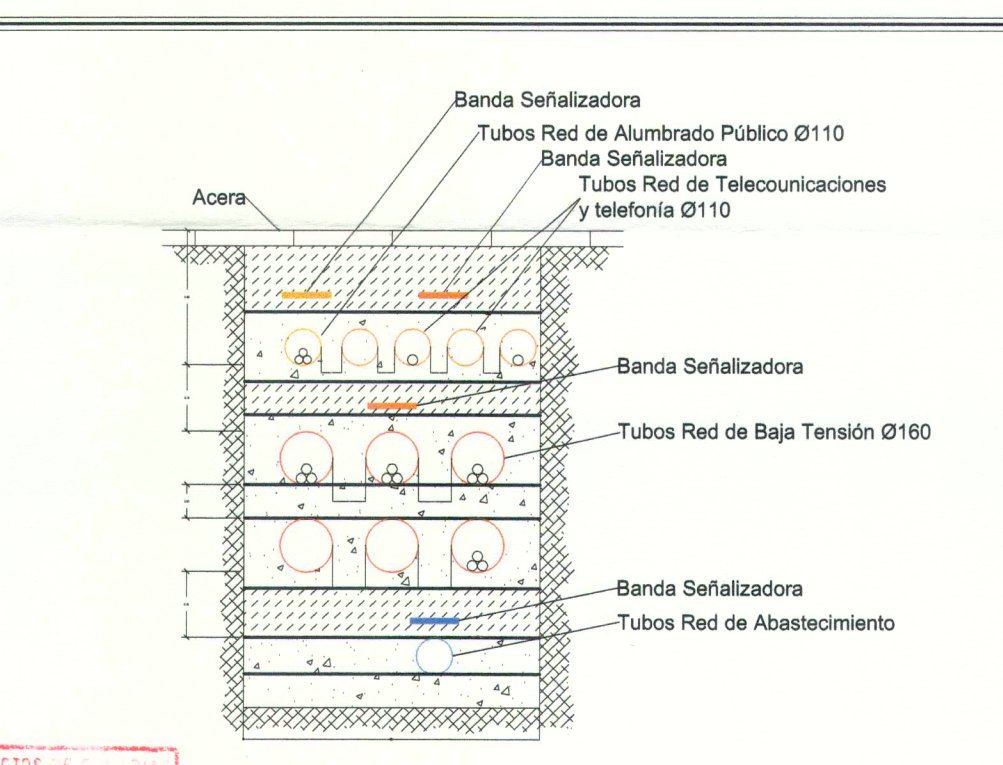 Banda Señalizadora
Tubos Red de Alumbrado Público Ø110
Banda Señalizadora
Tubos Red de Telecounicaciones
y telefonía Ø110
Acera
Banda Señalizadora
Tubos Red de Baja Tensión Ø160
Banda Señalizadora
Tubos Red de Abastecimiento